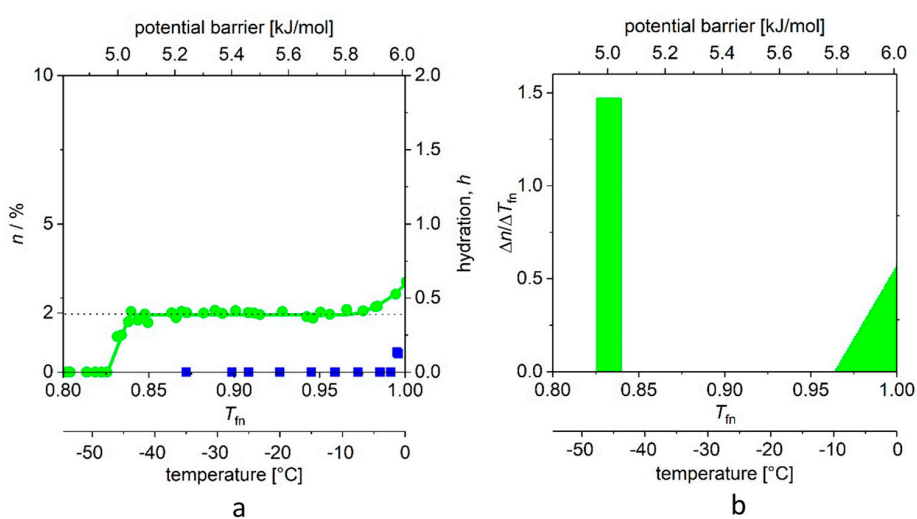 potential barrier [kJ/mol]
5.0 5.2 5.4 5.6 5.8 6.0
10 2.0
1.5
5 1.0
2 0.5
0 0.0
n / %
hydration, h
0.80 0.85 0.90 0.95 1.00
Tfn
-50 -40 -30 -20 -10 0
temperature [°C]
a
potential barrier [kJ/mol]
5.0 5.2 5.4 5.6 5.8 6.0
1.5
1.0
0.5
0.0
Δn/ΔTfn
0.80 0.85 0.90 0.95 1.00
Tfn
-50 -40 -30 -20 -10 0
temperature [°C]
b